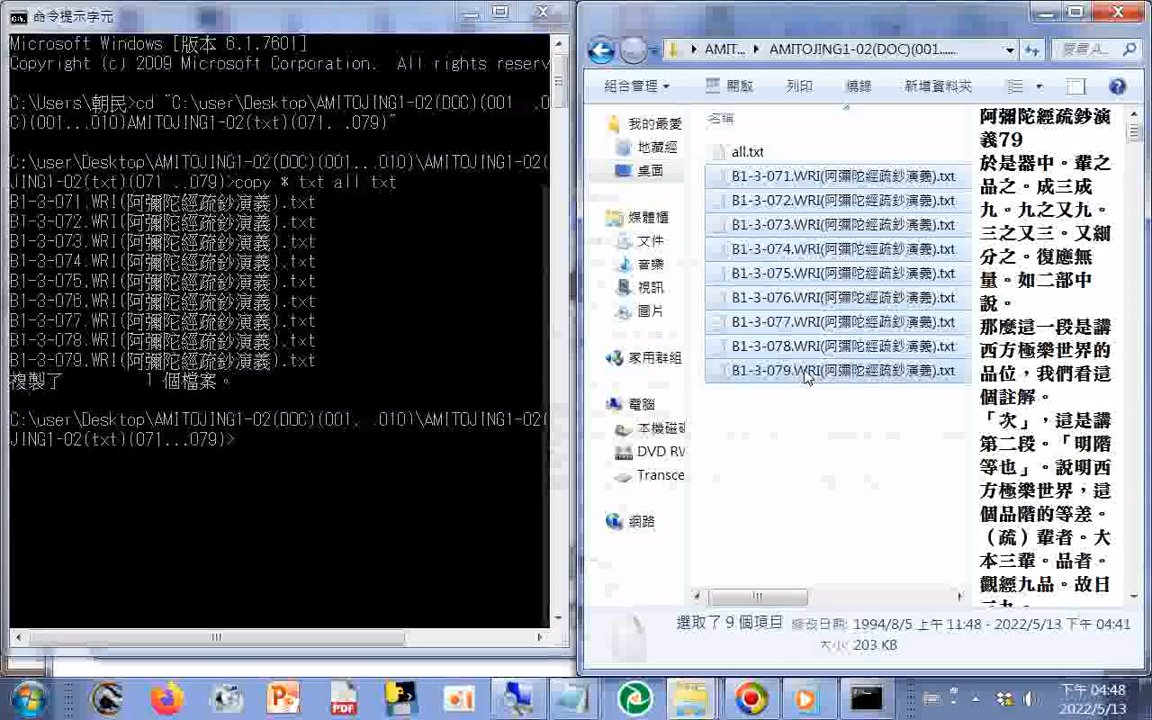 命令提示字元
Microsoft Windows [版本 6.1.7601]
Copyright (c) 2009 Microsoft Corporation.  All rights reserv
C:\Users\朝民>cd "C:\user\Desktop\AMITOJING1-02(DOC)(001
C)(001...010)AMITOJING1-02(txt)(071. .079)"
C:\user\Desktop\AMITOJING1-02(DOC)(001...010)\AMITOJING1-02(
JING1-02(txt)(071 ..079)>copy * txt all txt
B1-3-071.WRI(阿彌陀經疏鈔演義).txt
B1-3-072.WRI(阿彌陀經疏鈔演義).txt
B1-3-073.WRI(阿彌陀經疏鈔演義).txt
B1-3-074.WRI(阿彌陀經疏鈔演義).txt
B1-3-075.WRI(阿彌陀經疏鈔演義).txt
B1-3-076.WRI(阿彌陀經疏鈔演義).txt
B1-3-077.WRI(阿彌陀經疏鈔演義).txt
B1-3-078.WRI(阿彌陀經疏鈔演義).txt
B1-3-079.WRI(阿彌陀經疏鈔演義).txt
複製了         1 個檔案。
C:\user\Desktop\AMITOJING1-02(DOC)(001. .010)\AMITOJING1-02(
JING1-02(txt)(071...079)>
AMIT... AMITOJING1-02(DOC)(001......
組合管理 開啟 列印 燒錄 新增資料夾
我的最愛
地藏經
桌面
媒體櫃
文件
音樂
視訊
圖片
家用群組
電腦
本機磁碟
DVD RW
Transce
網路
名稱
all.txt
B1-3-071.WRI(阿彌陀經疏鈔演義).txt
B1-3-072.WRI(阿彌陀經疏鈔演義).txt
B1-3-073.WRI(阿彌陀經疏鈔演義).txt
B1-3-074.WRI(阿彌陀經疏鈔演義).txt
B1-3-075.WRI(阿彌陀經疏鈔演義).txt
B1-3-076.WRI(阿彌陀經疏鈔演義).txt
B1-3-077.WRI(阿彌陀經疏鈔演義).txt
B1-3-078.WRI(阿彌陀經疏鈔演義).txt
B1-3-079.WRI(阿彌陀經疏鈔演義).txt
阿彌陀經疏鈔演
義79
於是器中。輩之
品之。成三成
九。九之又九。
三之又三。又細
分之。復應無
量。如二部中
說。
那麼這一段是講
西方極樂世界的
品位，我們看這
個註解。
「次」，這是講
第二段。「明階
等也」。說明西
方極樂世界，這
個品階的等差。
（疏）輩者。大
本三輩。品者。
觀經九品。故曰
選取了 9 個項目 修改日期: 1994/8/5 上午 11:48 - 2022/5/13 下午 04:41
大小: 203 KB
PDF
下午 04:48
2022/5/13